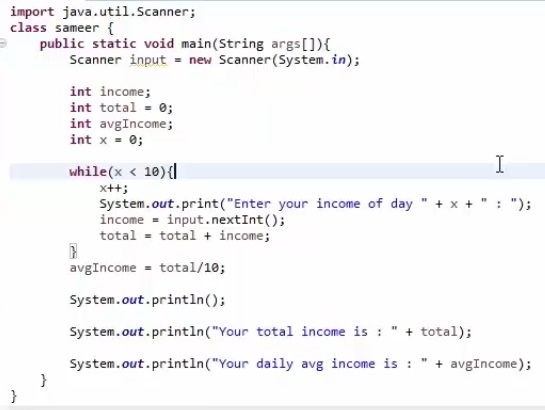 import java.util.Scanner;
class sameer {
    public static void main(String args[]){
        Scanner input = new Scanner(System.in);

        int income;
        int total = 0;
        int avgIncome;
        int x = 0;

        while(x < 10){
            x++;
            System.out.print("Enter your income of day " + x + " : ");
            income = input.nextInt();
            total = total + income;
        }
        avgIncome = total/10;

        System.out.println();

        System.out.println("Your total income is : " + total);

        System.out.println("Your daily avg income is : " + avgIncome);
    }
}